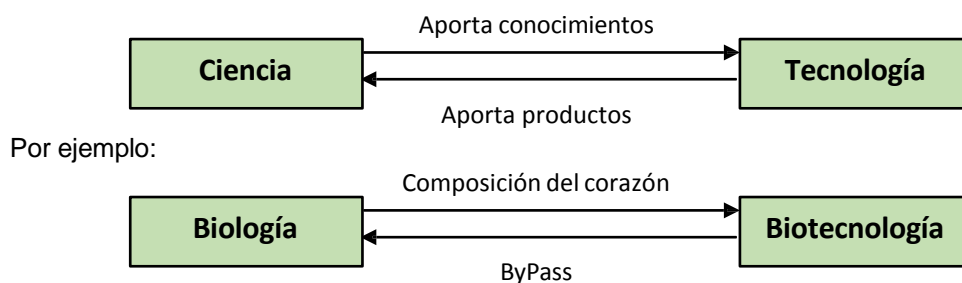 Aporta conocimientos
Ciencia
Tecnología
Aporta productos
Por ejemplo:
Composición del corazón
Biología
Biotecnología
ByPass